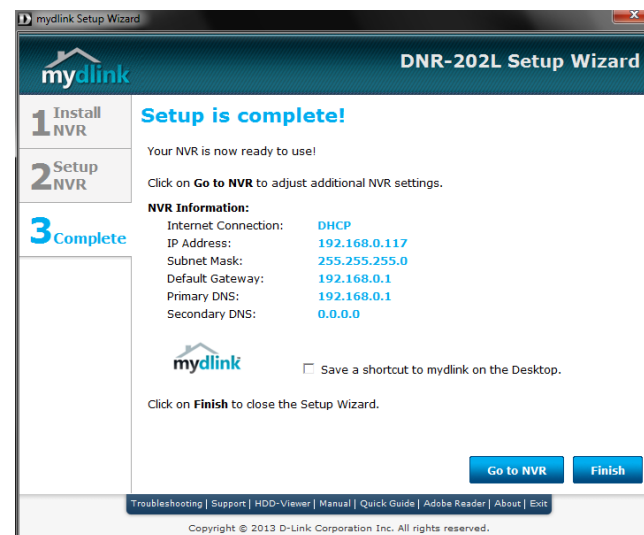 mydlink Setup Wizard
x
mydlink
DNR-202L Setup Wizard
1 Install NVR
2 Setup NVR
3 Complete
Setup is complete!
Your NVR is now ready to use!
Click on Go to NVR to adjust additional NVR settings.
NVR Information:
Internet Connection: DHCP
IP Address: 192.168.0.117
Subnet Mask: 255.255.255.0
Default Gateway: 192.168.0.1
Primary DNS: 192.168.0.1
Secondary DNS: 0.0.0.0
mydlink
Save a shortcut to mydlink on the Desktop.
Click on Finish to close the Setup Wizard.
Go to NVR Finish
Troubleshooting | Support | HDD-Viewer | Manual | Quick Guide | Adobe Reader | About | Exit
Copyright © 2013 D-Link Corporation Inc. All rights reserved.